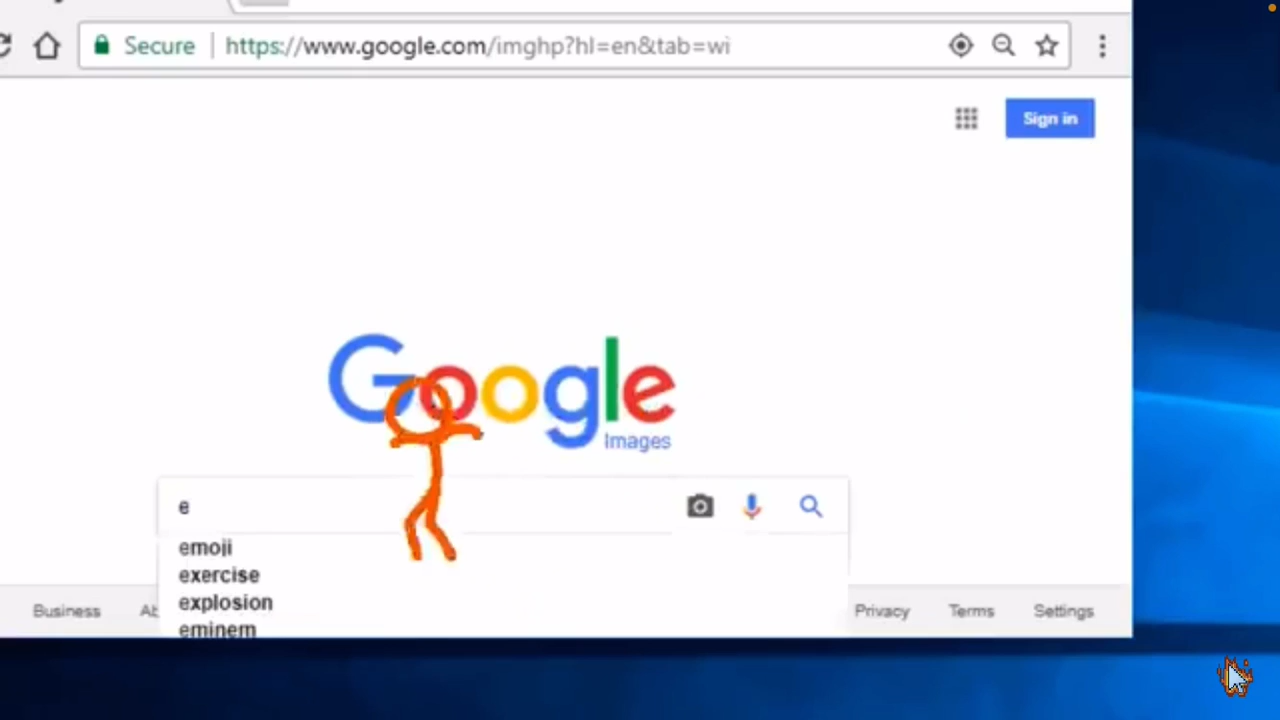 Secure https://www.google.com/imghp?hl=en&tab=wi
Sign in
Google
Images
e
emoji
exercise
explosion
eminem
Business Ab Privacy Terms Settings